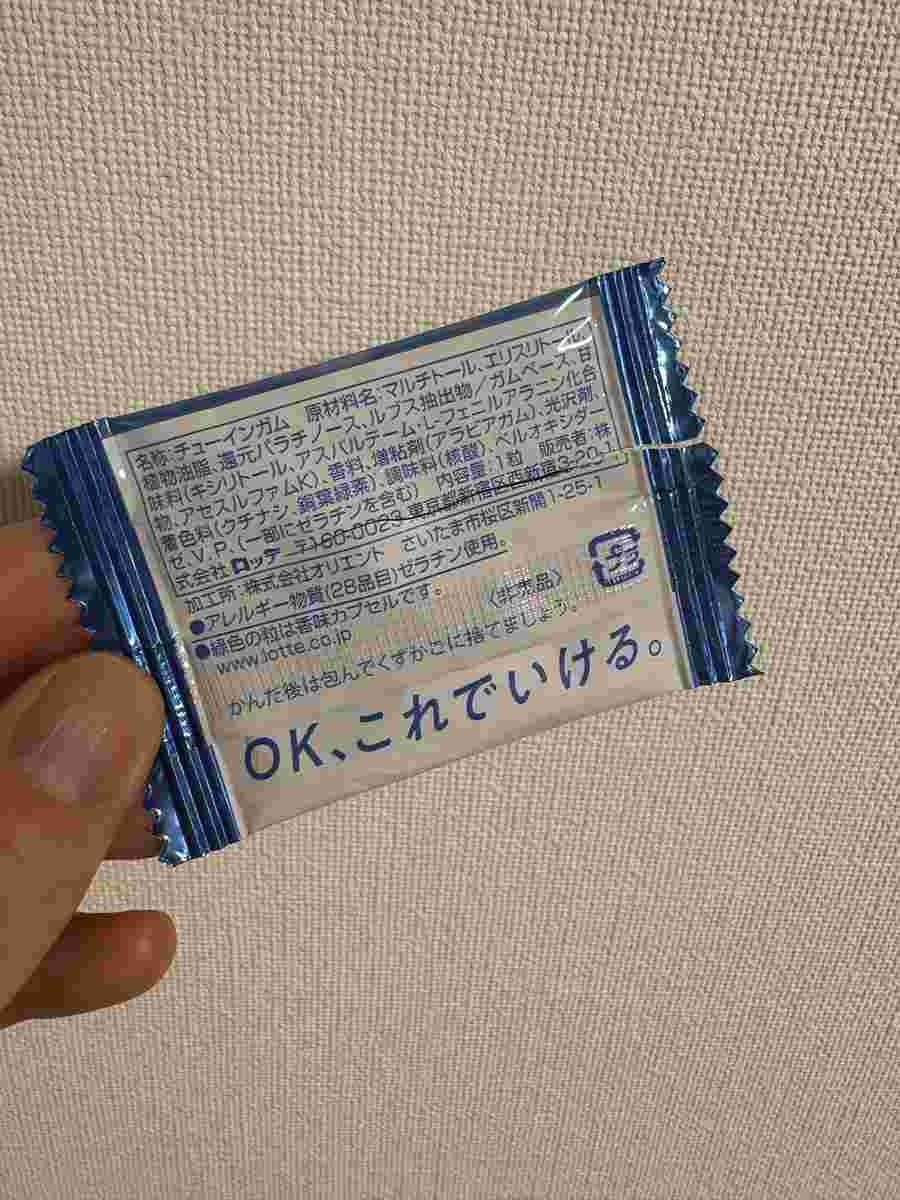 名称:チューインガム 原材料名:マルチトール、エリスリトール、
植物油脂、還元パラチノース、ルプス抽出物/ガムベース、甘
味料(キシリトール、アスパルテーム・L-フェニルアラニン化合
物、アセスルファムK)、香料、増粘剤(アラビアガム)、光沢剤、
着色料(クチナシ、銅葉緑素)、調味料(核酸)、ペルオキシダー
ゼ、V.P.、(一部にゼラチンを含む) 内容量:1粒 販売者:株
式会社ロッテ 〒160-0023 東京都新宿区西新宿3-20-
加工所:株式会社オリエント さいたま市桜区新開1-25-1
●アレルギー物質(28品目)ゼラチン使用。
●緑色の粒は香味カプセルです。
www.lotte.co.jp 〈非売品〉
かんだ後は包んでくずかごに捨てましょう。
OK、これでいける。